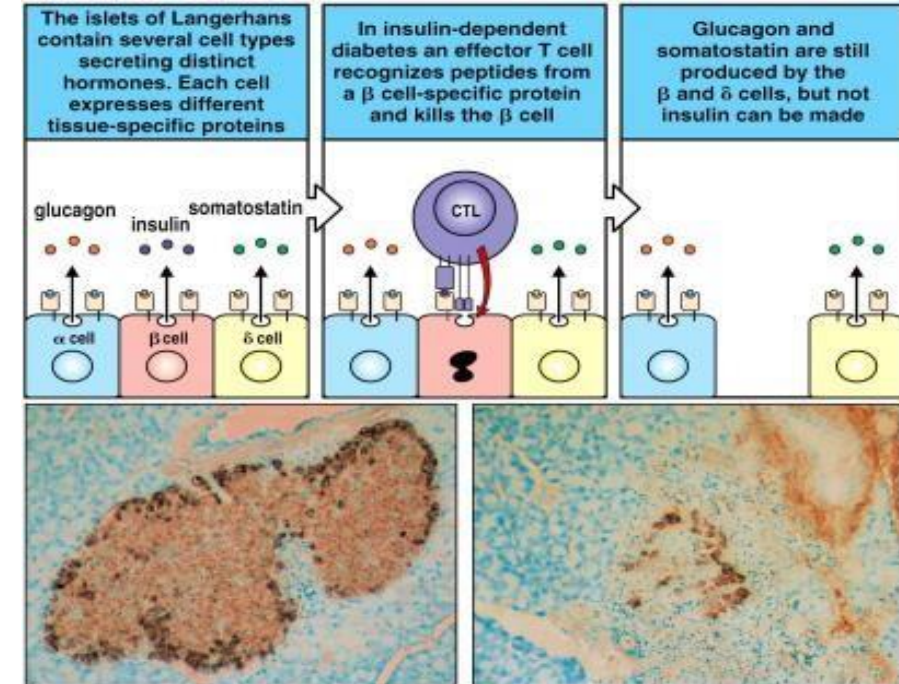 The islets of Langerhans
contain several cell types
secreting distinct
hormones. Each cell
expresses different
tissue-specific proteins
In insulin-dependent
diabetes an effector T cell
recognizes peptides from
a β cell-specific protein
and kills the β cell
Glucagon and
somatostatin are still
produced by the
β and δ cells, but not
insulin can be made
glucagon
insulin
somatostatin
α cell
β cell
δ cell
CTL